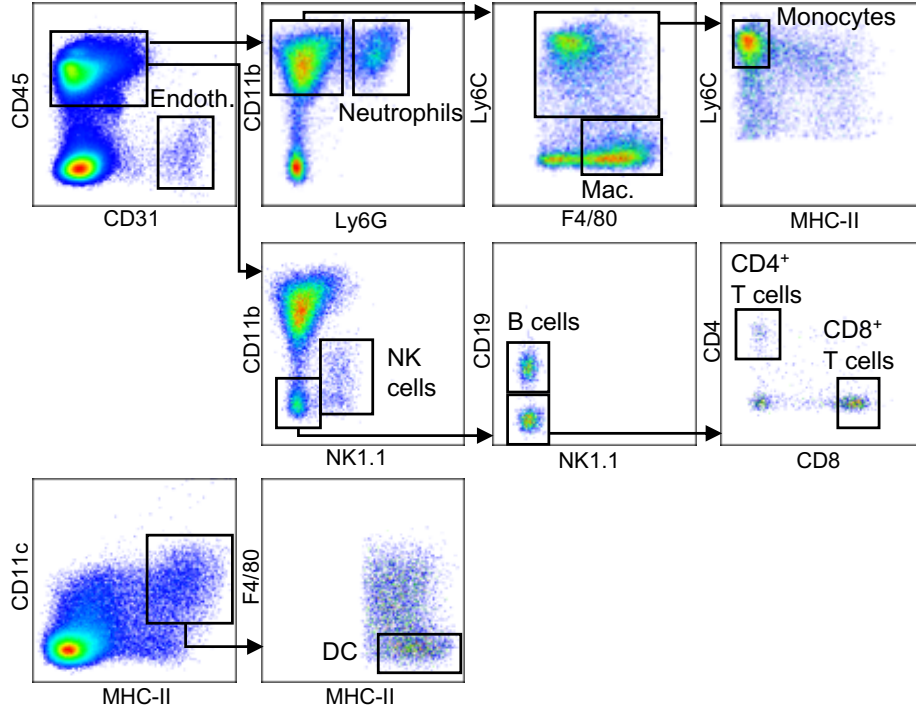 CD45
Endoth.
CD31
CD11b
Neutrophils
Ly6G
Ly6C
Mac.
F4/80
Monocytes
Ly6C
MHC-II
CD11b
NK
cells
NK1.1
CD19
B cells
NK1.1
CD4⁺
T cells
CD4
CD8⁺
T cells
CD8
CD11c
MHC-II
F4/80
DC
MHC-II